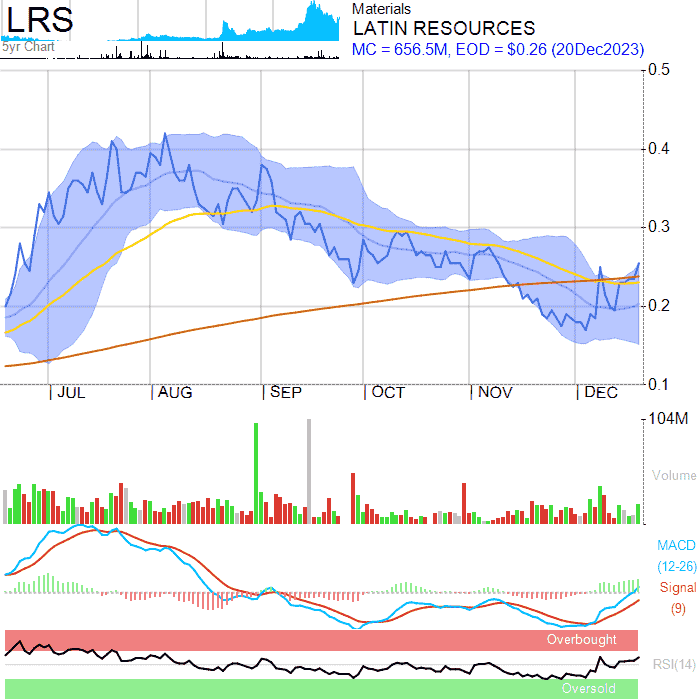 LRS
5yr Chart
Materials
LATIN RESOURCES
MC = 656.5M, EOD = $0.26 (20Dec2023)
0.5
0.4
0.3
0.2
0.1
JUL
AUG
SEP
OCT
NOV
DEC
104M
Volume
MACD
(12-26)
Signal
(9)
Overbought
RSI(14)
Oversold